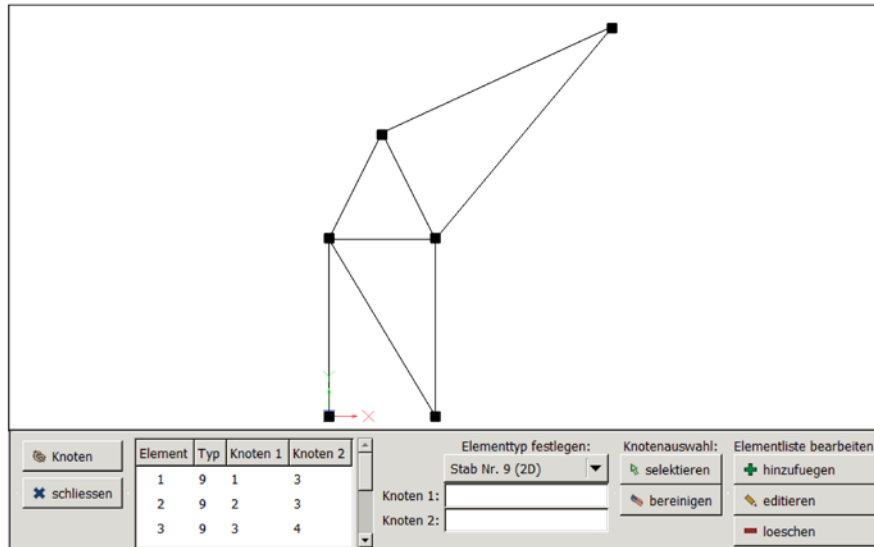 Y
X
Knoten
schliessen
Element Typ Knoten 1 Knoten 2
1 9 1 3
2 9 2 3
3 9 3 4
Elementtyp festlegen:
Stab Nr. 9 (2D)
Knoten 1:
Knoten 2:
Knotenauswahl:
selektieren
bereinigen
Elementliste bearbeiten
hinzufuegen
editieren
loeschen